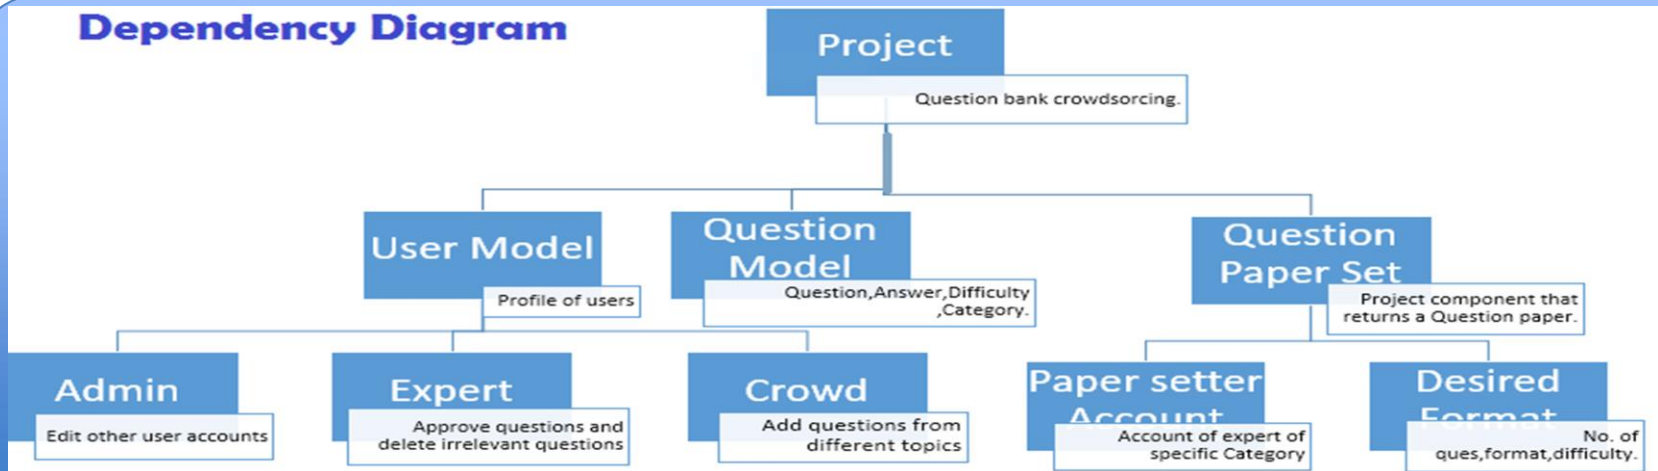 Dependency Diagram
Project
Question bank crowdsorcing.
User Model
Profile of users
Question
Model
Question,Answer,Difficulty
,Category.
Question
Paper Set
Project component that
returns a Question paper.
Admin
Edit other user accounts
Expert
Approve questions and
delete irrelevant questions
Crowd
Add questions from
different topics
Paper setter
Account
Account of expert of
specific Category
Desired
Format
No. of
ques,format,difficulty.